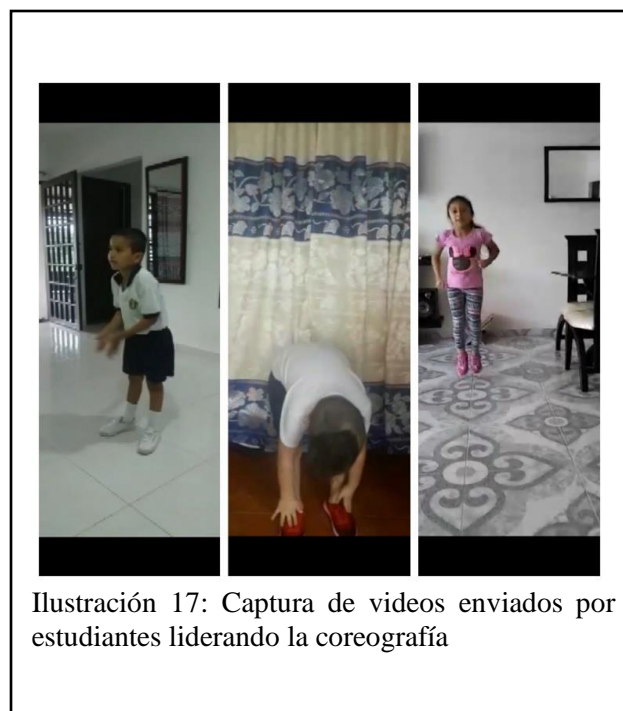 Ilustración 17: Captura de videos enviados por
estudiantes liderando la coreografía